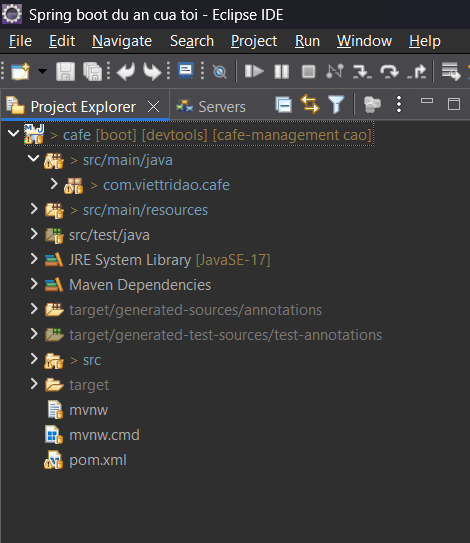 Spring boot du an cua toi - Eclipse IDE
File Edit Navigate Search Project Run Window Help
Project Explorer Servers
> cafe [boot] [devtools] [cafe-management cao]
> src/main/java
> com.viettridao.cafe
> src/main/resources
src/test/java
JRE System Library [JavaSE-17]
Maven Dependencies
target/generated-sources/annotations
target/generated-test-sources/test-annotations
> src
target
mvnw
mvnw.cmd
pom.xml